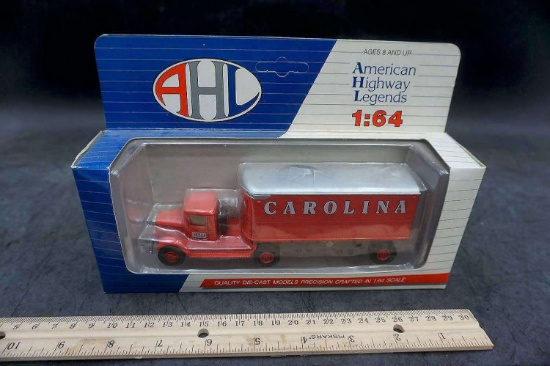 AGES 8 AND UP
AHL
American
Highway
Legends
1:64
CAROLINA
QUALITY DIE-CAST MODELS PRECISION CRAFTED IN 1:64 SCALE
FISKARS